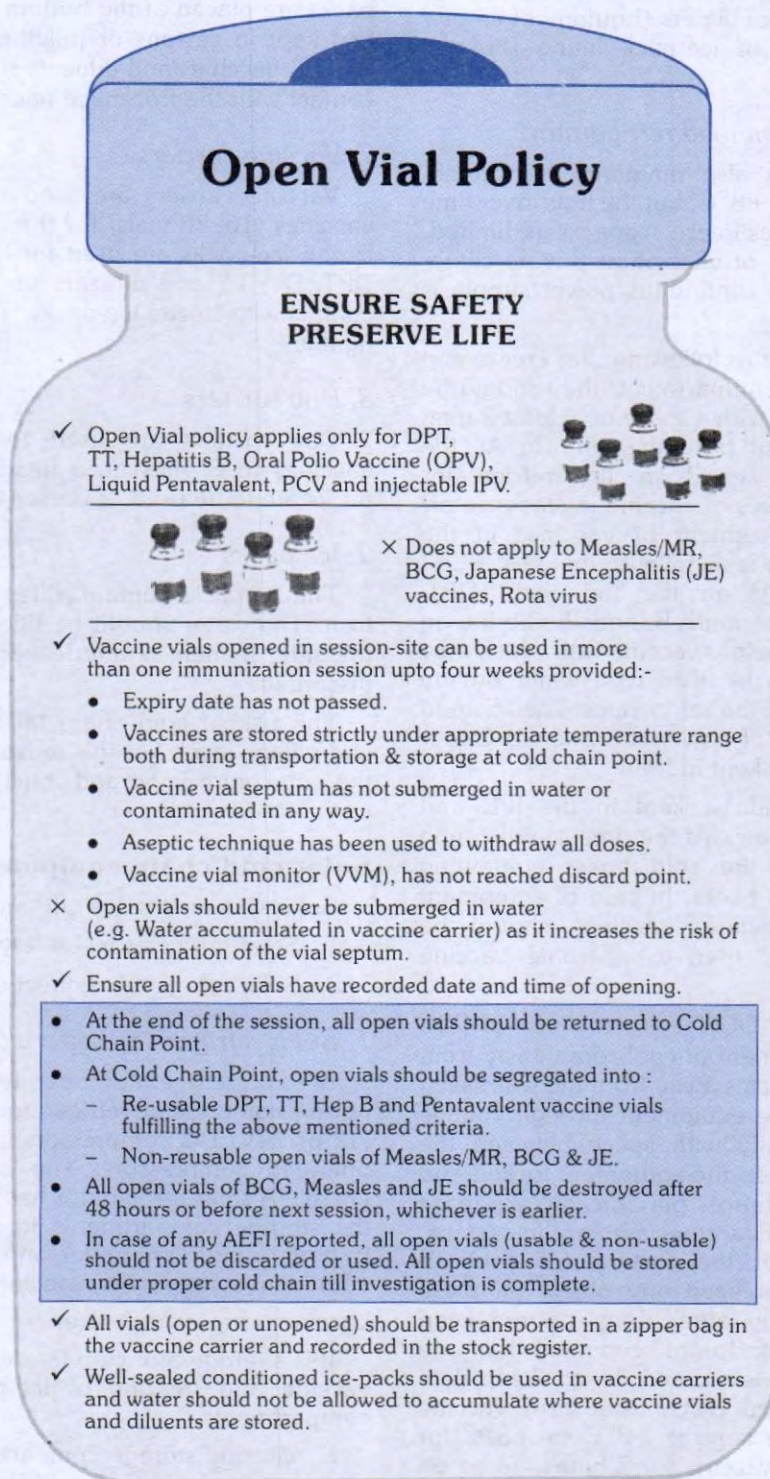 Open Vial Policy
ENSURE SAFETY
PRESERVE LIFE
✓ Open Vial policy applies only for DPT,
TT, Hepatitis B, Oral Polio Vaccine (OPV),
Liquid Pentavalent, PCV and injectable IPV.
× Does not apply to Measles/MR,
BCG, Japanese Encephalitis (JE)
vaccines, Rota virus
✓ Vaccine vials opened in session-site can be used in more
than one immunization session upto four weeks provided:-
● Expiry date has not passed.
● Vaccines are stored strictly under appropriate temperature range
both during transportation & storage at cold chain point.
● Vaccine vial septum has not submerged in water or
contaminated in any way.
● Aseptic technique has been used to withdraw all doses.
● Vaccine vial monitor (VVM), has not reached discard point.
× Open vials should never be submerged in water
(e.g. Water accumulated in vaccine carrier) as it increases the risk of
contamination of the vial septum.
✓ Ensure all open vials have recorded date and time of opening.
● At the end of the session, all open vials should be returned to Cold
Chain Point.
● At Cold Chain Point, open vials should be segregated into :
Re-usable DPT, TT, Hep B and Pentavalent vaccine vials
fulfilling the above mentioned criteria.
– Non-reusable open vials of Measles/MR, BCG & JE.
● All open vials of BCG, Measles and JE should be destroyed after
48 hours or before next session, whichever is earlier.
● In case of any AEFI reported, all open vials (usable & non-usable)
should not be discarded or used. All open vials should be stored
under proper cold chain till investigation is complete.
✓ All vials (open or unopened) should be transported in a zipper bag in
the vaccine carrier and recorded in the stock register.
✓ Well-sealed conditioned ice-packs should be used in vaccine carriers
and water should not be allowed to accumulate where vaccine vials
and diluents are stored.